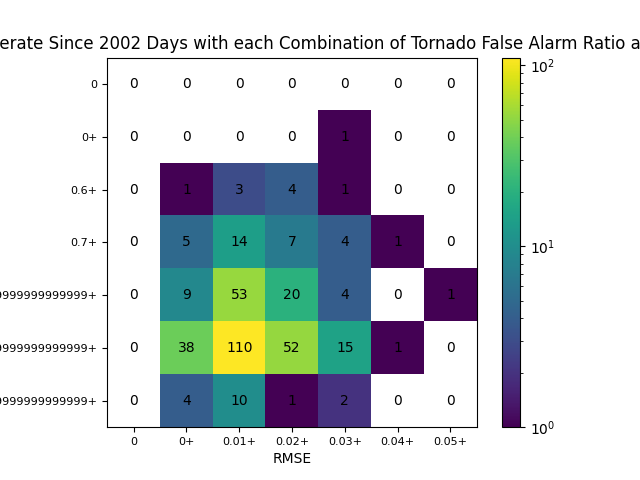 erate Since 2002 Days with each Combination of Tornado False Alarm Ratio a
0 0 0 0 0 0 0 0
0+ 0 0 0 0 1 0 0
0.6+ 0 1 3 4 1 0 0
0.7+ 0 5 14 7 4 1 0
9999999999999+ 0 9 53 20 4 0 1
9999999999999+ 0 38 110 52 15 1 0
9999999999999+ 0 4 10 1 2 0 0
0 0+ 0.01+ 0.02+ 0.03+ 0.04+ 0.05+
RMSE
10²
10¹
10⁰